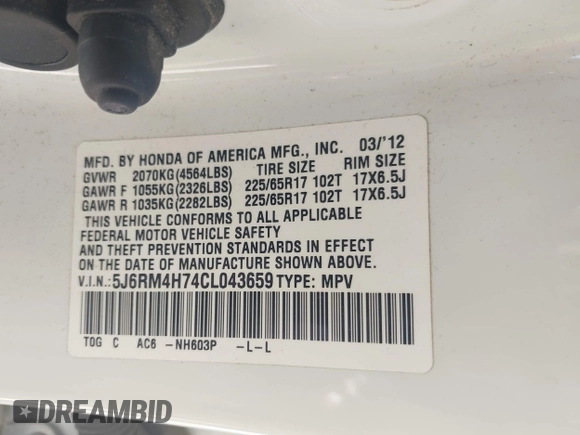 MFD. BY HONDA OF AMERICA MFG., INC. 03/'12
GVWR 2070KG(4564LBS) TIRE SIZE RIM SIZE
GAWR F 1055KG(2326LBS) 225/65R17 102T 17X6.5J
GAWR R 1035KG(2282LBS) 225/65R17 102T 17X6.5J
THIS VEHICLE CONFORMS TO ALL APPLICABLE
FEDERAL MOTOR VEHICLE SAFETY
AND THEFT PREVENTION STANDARDS IN EFFECT
ON THE DATE OF MANUFACTURE SHOWN ABOVE.
V.I.N.:5J6RM4H74CL043659 TYPE: MPV
T0G C AC6 -NH603P -L-L
DREAMBID